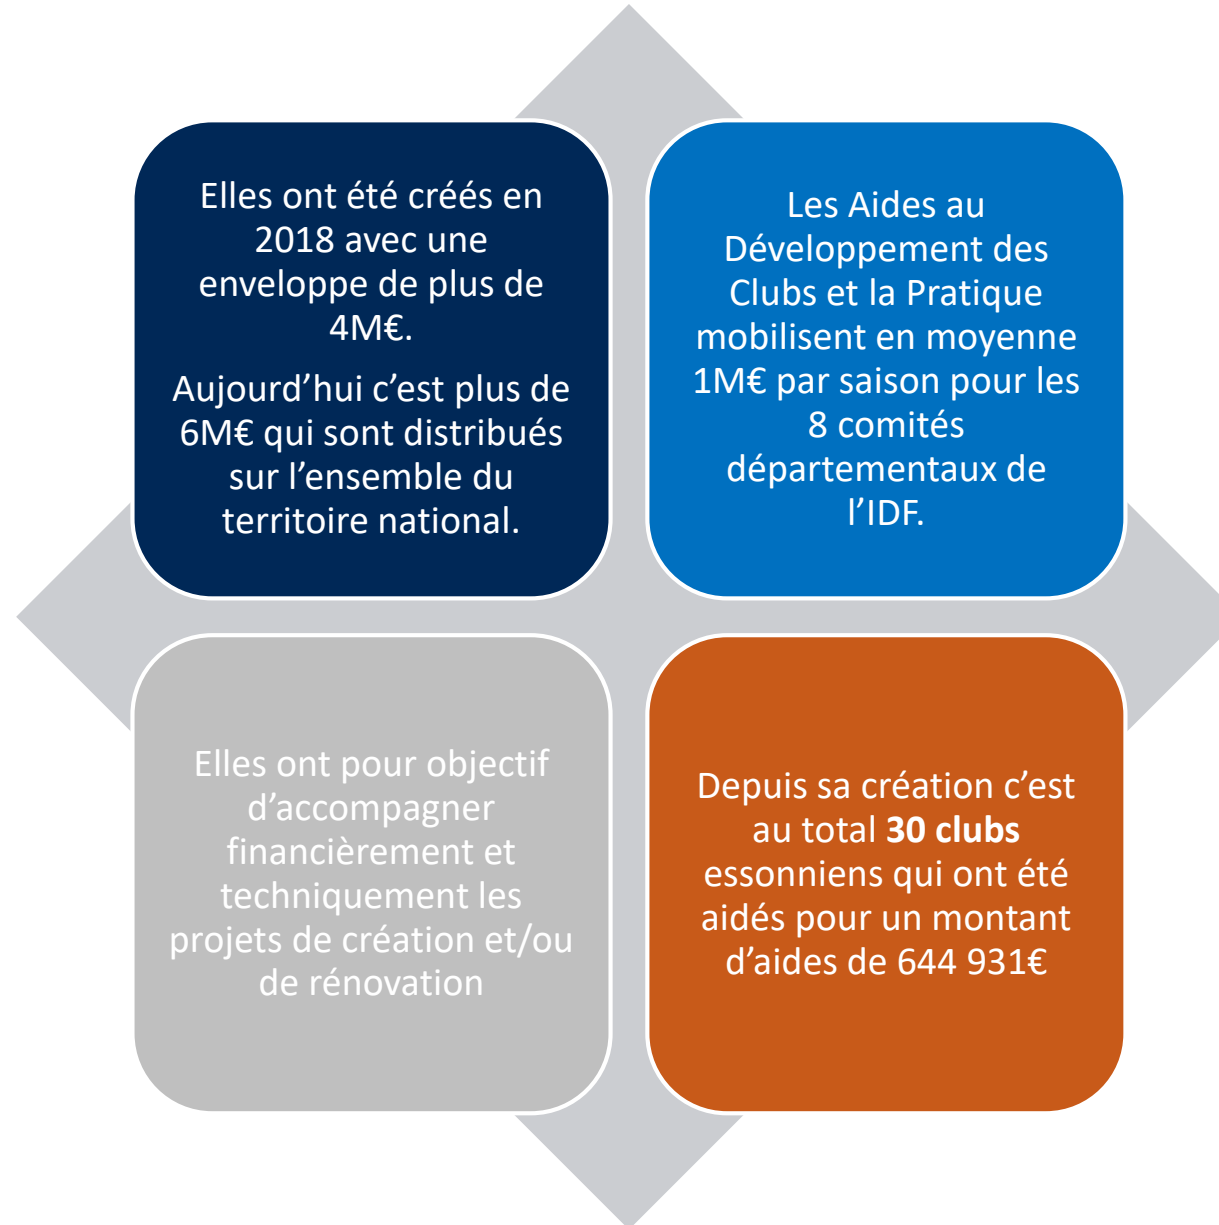 Elles ont été créés en
2018 avec une
enveloppe de plus de
4M€.
Aujourd’hui c’est plus de
6M€ qui sont distribués
sur l’ensemble du
territoire national.
Les Aides au
Développement des
Clubs et la Pratique
mobilisent en moyenne
1M€ par saison pour les
8 comités
départementaux de
l’IDF.
Elles ont pour objectif
d’accompagner
financièrement et
techniquement les
projets de création et/ou
de rénovation
Depuis sa création c’est
au total 30 clubs
essonniens qui ont été
aidés pour un montant
d’aides de 644 931€